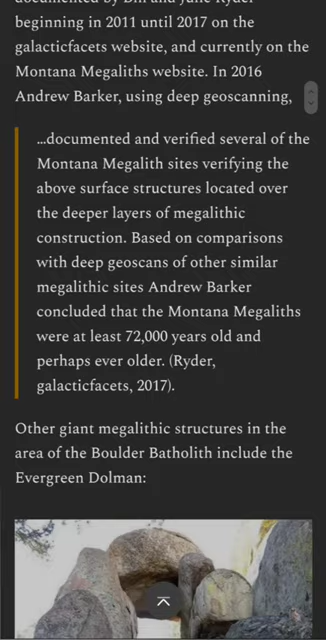 documented by Bill and Julie Ryder
beginning in 2011 until 2017 on the
galacticfacets website, and currently on the
Montana Megaliths website. In 2016
Andrew Barker, using deep geoscanning,
...documented and verified several of the
Montana Megalith sites verifying the
above surface structures located over
the deeper layers of megalithic
construction. Based on comparisons
with deep geoscans of other similar
megalithic sites Andrew Barker
concluded that the Montana Megaliths
were at least 72,000 years old and
perhaps ever older. (Ryder,
galacticfacets, 2017).
Other giant megalithic structures in the
area of the Boulder Batholith include the
Evergreen Dolman: